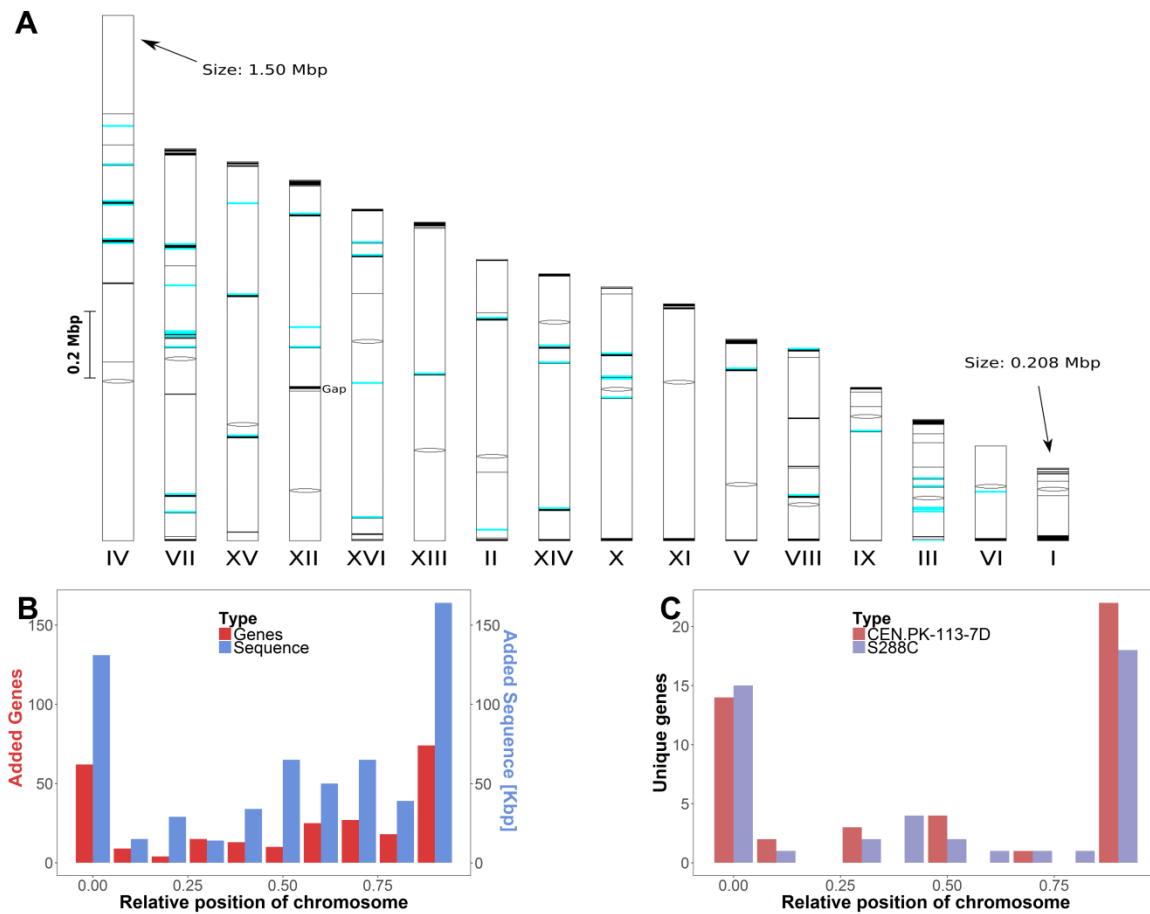 A
Size: 1.50 Mbp
0.2 Mbp
Gap
Size: 0.208 Mbp
IV VII XV XII XVI XIII II XIV X XI V VIII IX III VI I
B
Type
Genes
Sequence
150
100
50
0
Added Genes
150
100
50
0
Added Sequence [Kbp]
0.00 0.25 0.50 0.75
Relative position of chromosome
C
Type
CEN.PK-113-7D
S288C
20
15
10
5
0
Unique genes
0.00 0.25 0.50 0.75
Relative position of chromosome